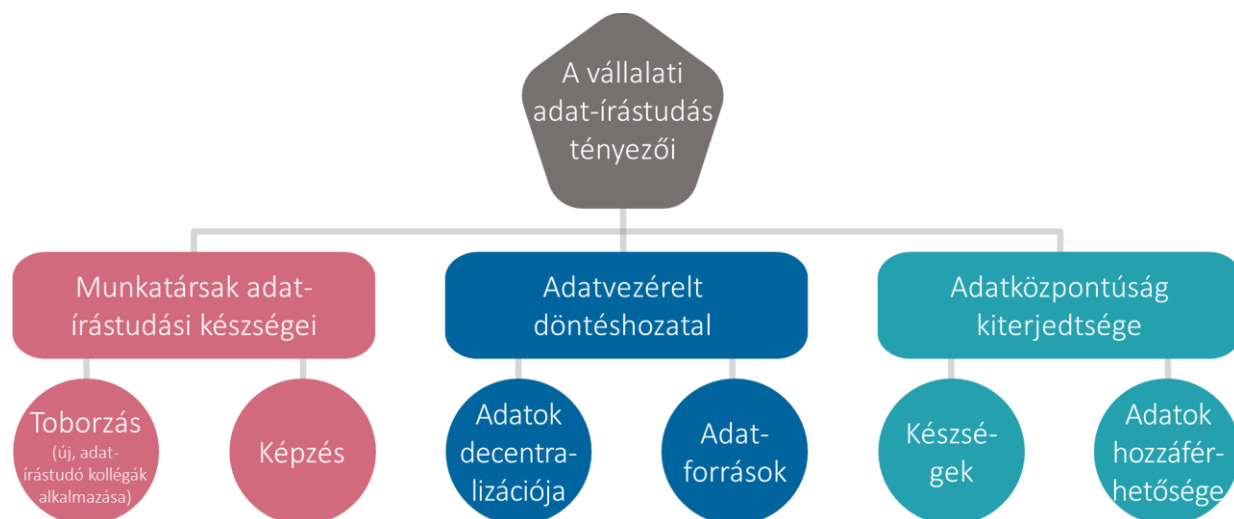 A vállalati
adat-írástudás
tényezői
Munkatársak adat-
írástudási készségei
Adatvezérelt
döntéshozatal
Adatközpontúság
kiterjedtsége
Toborzás
(új, adat-
írástudó kollégák
alkalmazása)
Képzés
Adatok
decentra-
lizációja
Adat-
források
Készsé-
gek
Adatok
hozzáfér-
hetősége